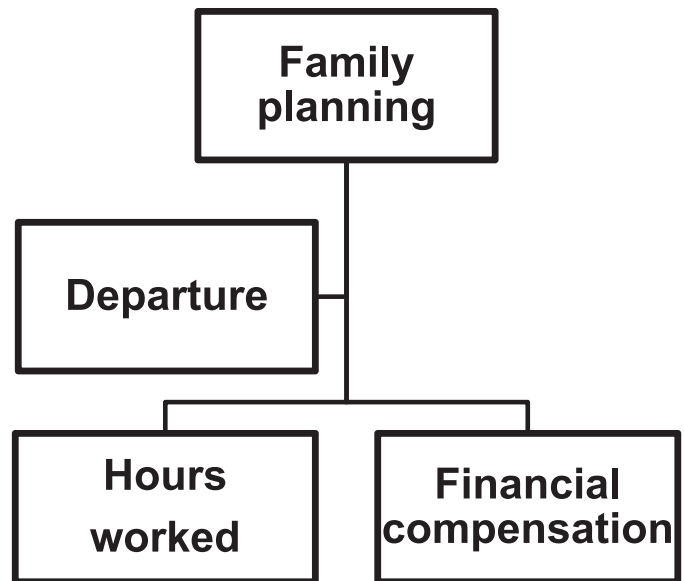 Family
planning
Departure
Hours
worked
Financial
compensation